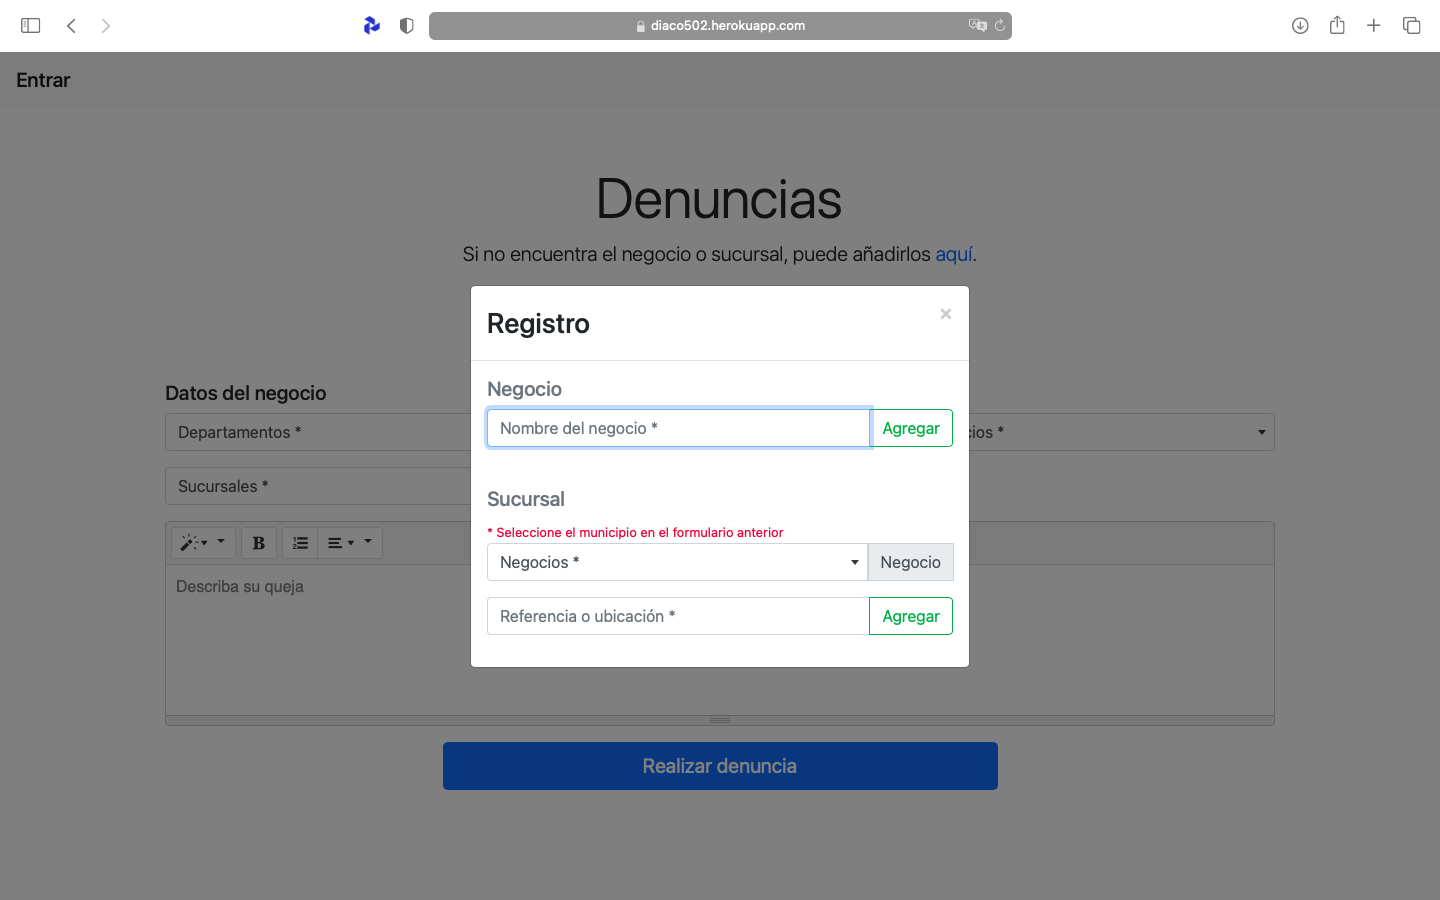 diaco502.herokuapp.com
Entrar
Denuncias
Si no encuentra el negocio o sucursal, puede añadirlos aquí.
Registro
×
Negocio
Nombre del negocio *
Agregar
Sucursal
* Seleccione el municipio en el formulario anterior
Negocios *
Negocio
Referencia o ubicación *
Agregar
Datos del negocio
Departamentos *
Sucursales *
B
Describa su queja
Realizar denuncia